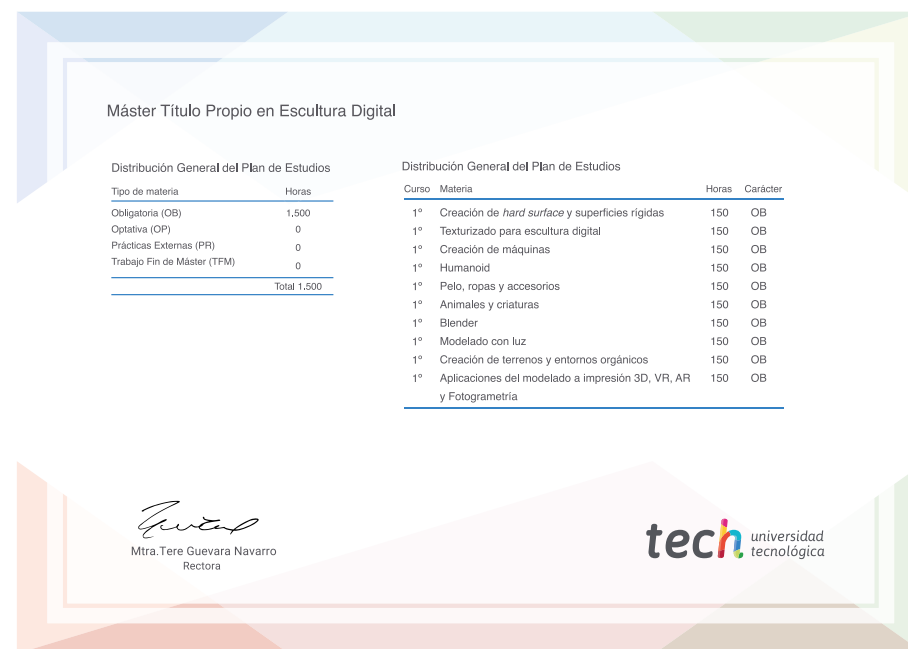 Máster Título Propio en Escultura Digital
Distribución General del Plan de Estudios
Tipo de materia Horas
Obligatoria (OB) 1,500
Optativa (OP) 0
Prácticas Externas (PR) 0
Trabajo Fin de Máster (TFM) 0
Total 1.500
Distribución General del Plan de Estudios
Curso Materia Horas Carácter
1º Creación de hard surface y superficies rígidas 150 OB
1º Texturizado para escultura digital 150 OB
1º Creación de máquinas 150 OB
1º Humanoid 150 OB
1º Pelo, ropas y accesorios 150 OB
1º Animales y criaturas 150 OB
1º Blender 150 OB
1º Modelado con luz 150 OB
1º Creación de terrenos y entornos orgánicos 150 OB
1º Aplicaciones del modelado a impresión 3D, VR, AR 150 OB
y Fotogrametría
Mtra.Tere Guevara Navarro
Rectora
tech universidad
tecnológica